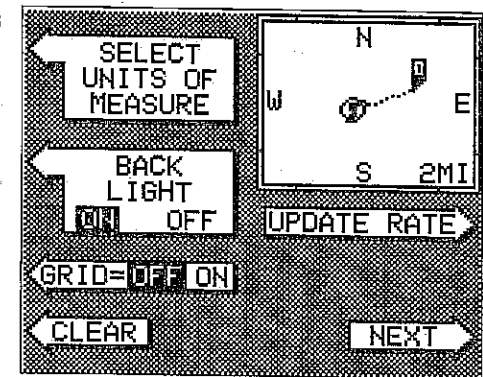 SELECT
UNITS OF
MEASURE
BACK
LIGHT
ON OFF
GRID=OFF ON
CLEAR
N
W E
S 2MI
UPDATE RATE
NEXT